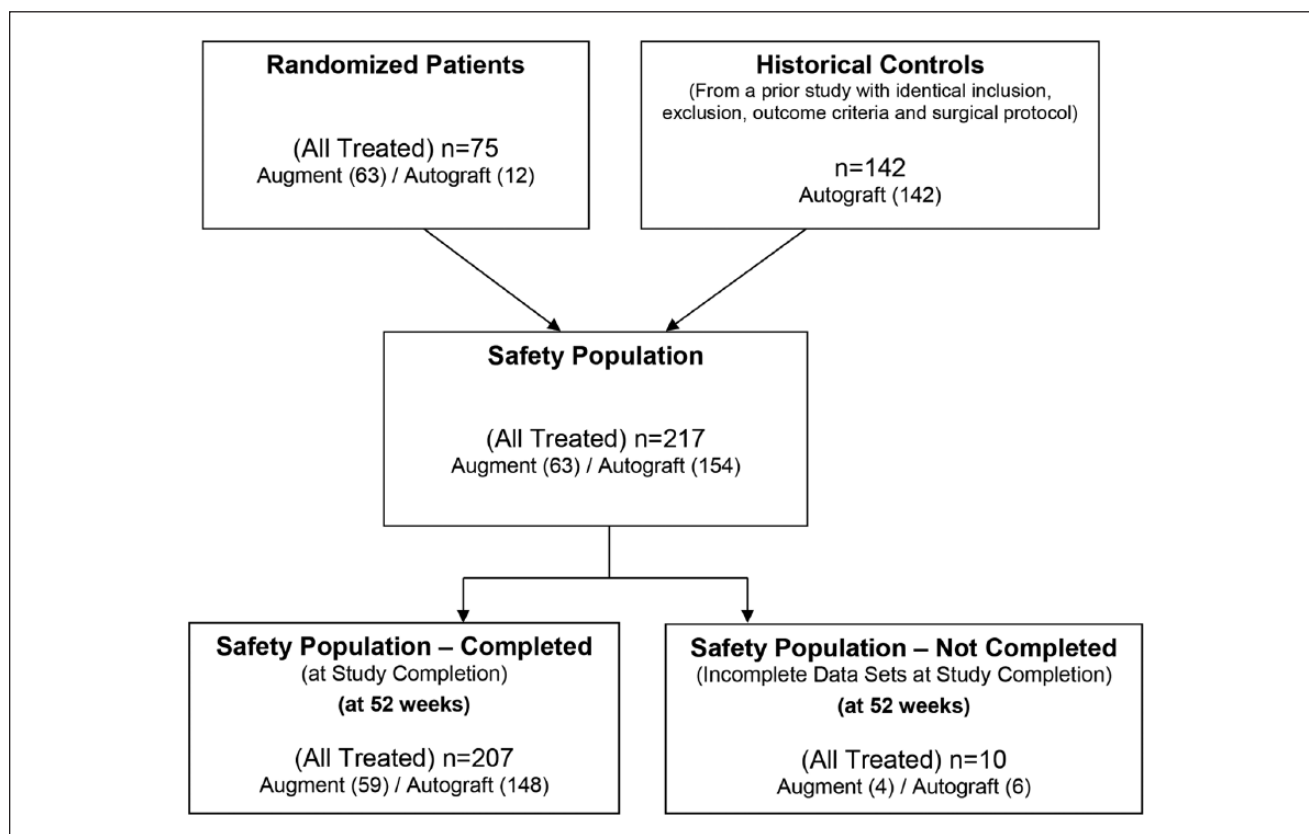 Randomized Patients
(All Treated) n=75
Augment (63) / Autograft (12)
Historical Controls
(From a prior study with identical inclusion,
exclusion, outcome criteria and surgical protocol)
n=142
Autograft (142)
Safety Population
(All Treated) n=217
Augment (63) / Autograft (154)
Safety Population – Completed
(at Study Completion)
(at 52 weeks)
(All Treated) n=207
Augment (59) / Autograft (148)
Safety Population – Not Completed
(Incomplete Data Sets at Study Completion)
(at 52 weeks)
(All Treated) n=10
Augment (4) / Autograft (6)